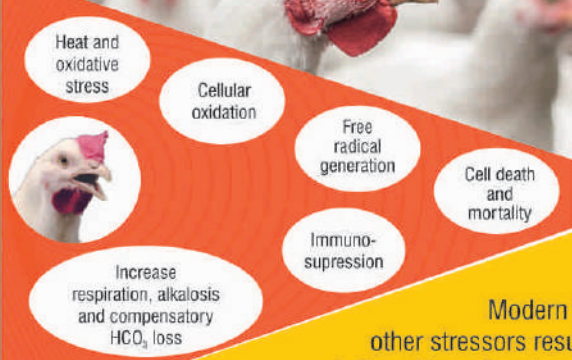 Heat and
oxidative
stress
Cellular
oxidation
Free
radical
generation
Cell death
and
mortality
Immuno-
supression
Increase
respiration, alkalosis
and compensatory
HCO₃ loss
Modern
other stressors resu